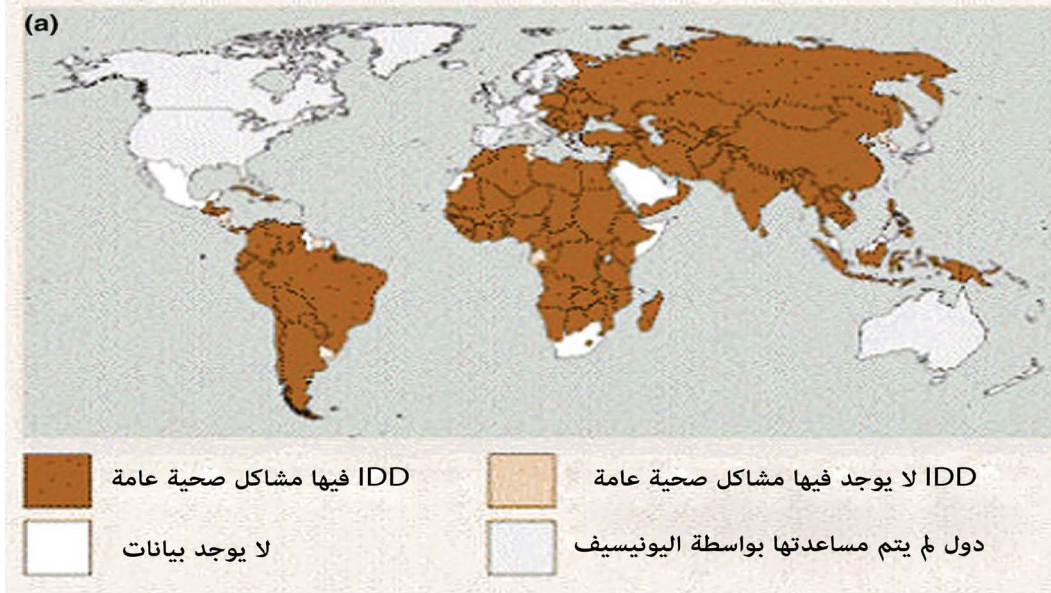 (a)
IDD فيها مشاكل صحية عامة
IDD لا يوجد فيها مشاكل صحية عامة
لا يوجد بيانات
دول لم يتم مساعدتها بواسطة اليونيسيف